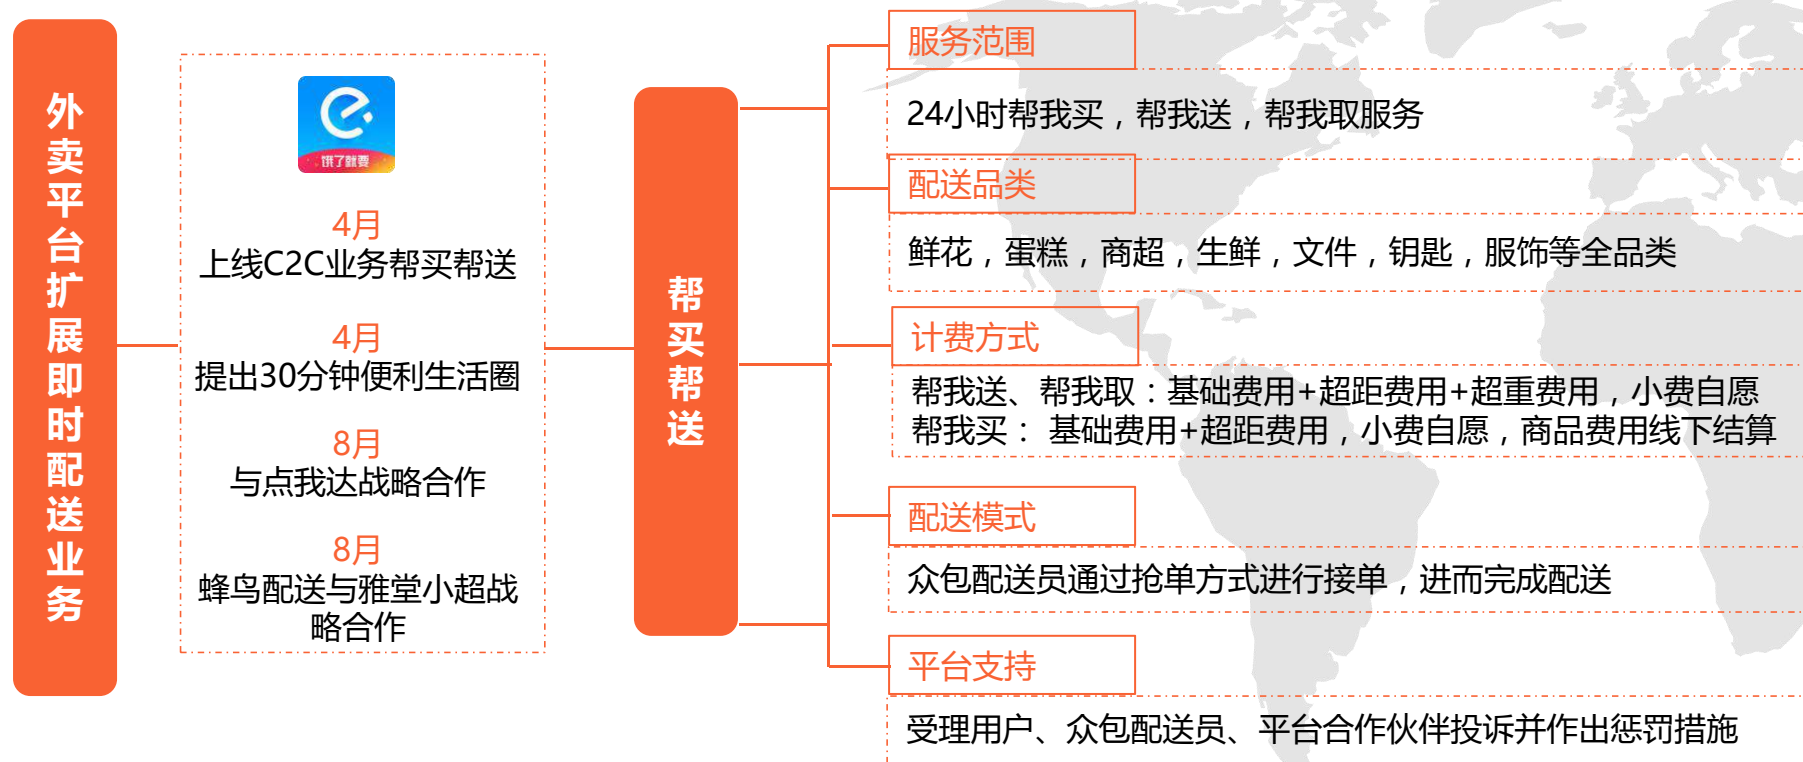 外卖平台扩展即时配送业务
饿了就要
4月
上线C2C业务帮买帮送
4月
提出30分钟便利生活圈
8月
与点我达战略合作
8月
蜂鸟配送与雅堂小超战
略合作
帮买帮送
服务范围
24小时帮我买，帮我送，帮我取服务
配送品类
鲜花，蛋糕，商超，生鲜，文件，钥匙，服饰等全品类
计费方式
帮我送、帮我取：基础费用+超距费用+超重费用，小费自愿
帮我买： 基础费用+超距费用，小费自愿，商品费用线下结算
配送模式
众包配送员通过抢单方式进行接单，进而完成配送
平台支持
受理用户、众包配送员、平台合作伙伴投诉并作出惩罚措施